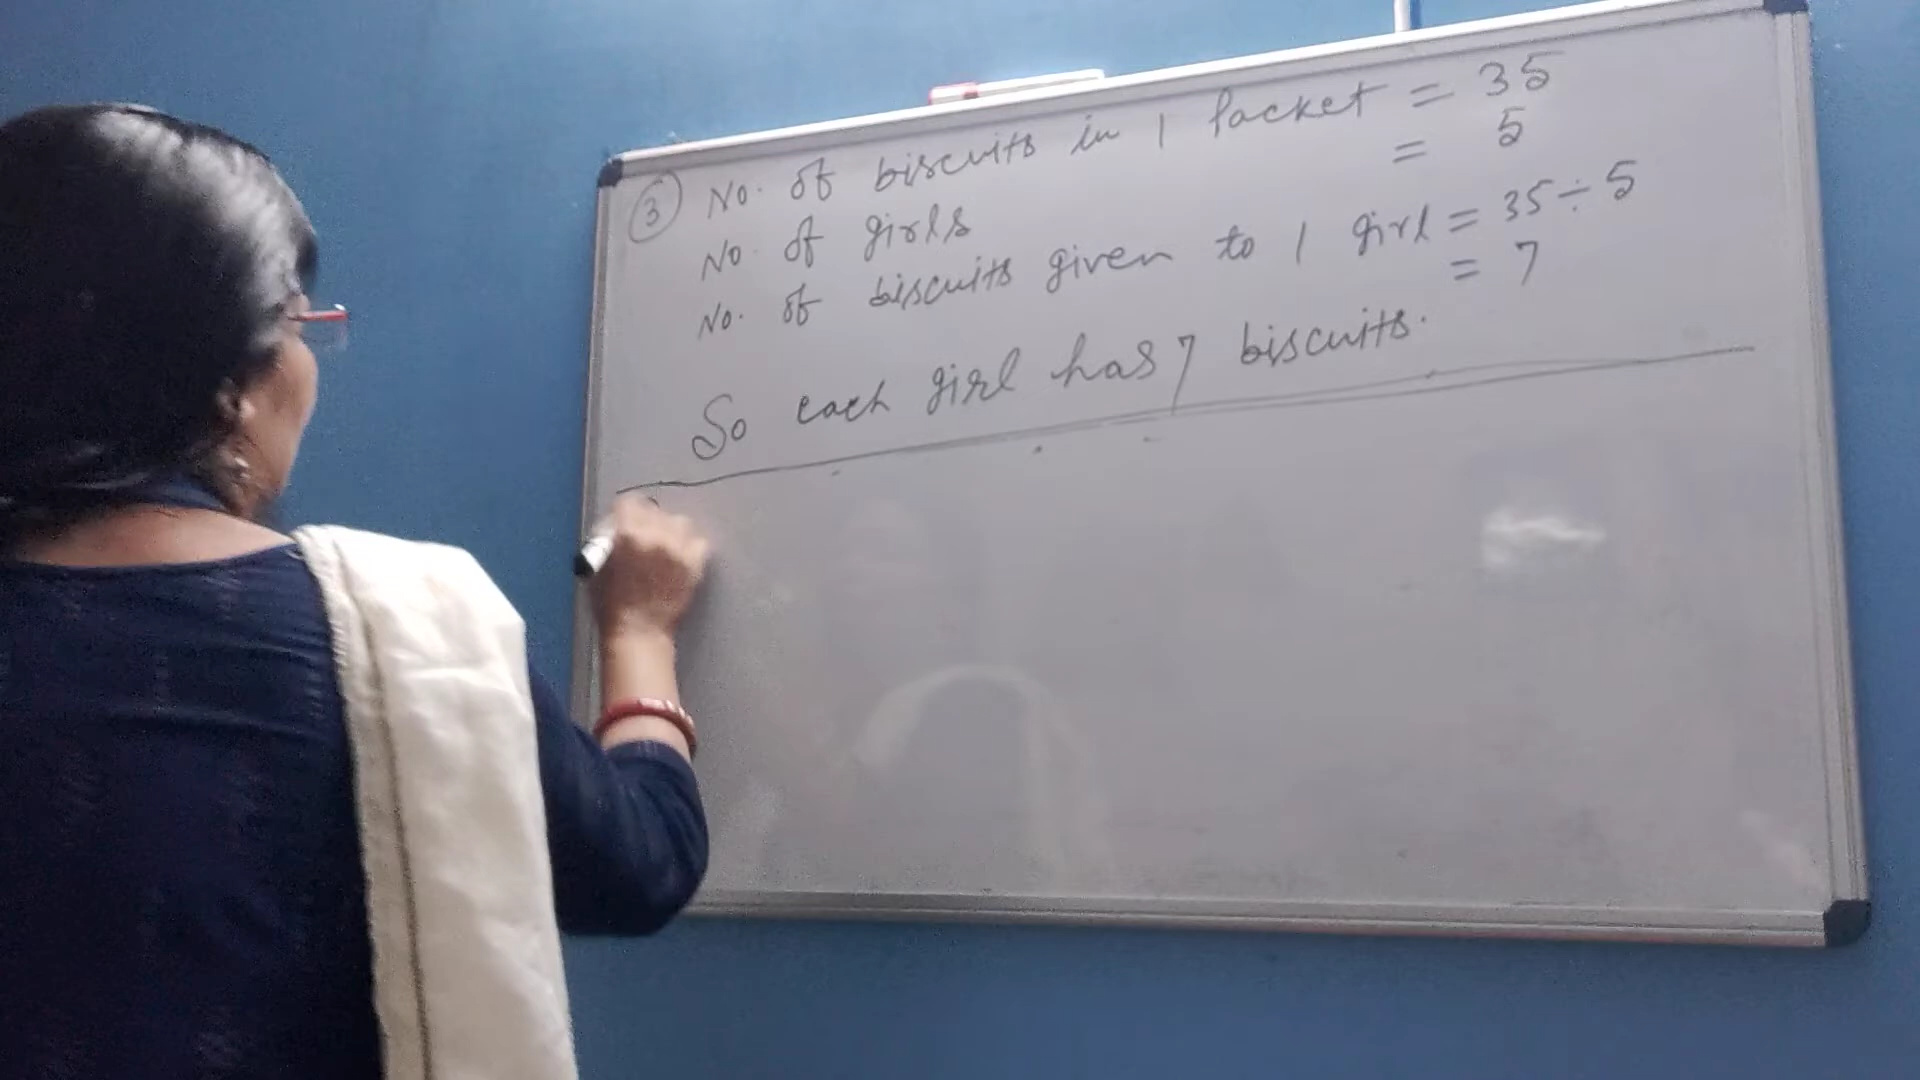 ③ No. of biscuits in 1 Packet = 35
No. of girls = 5
No. of biscuits given to 1 girl = 35 ÷ 5
= 7
So each girl has 7 biscuits.